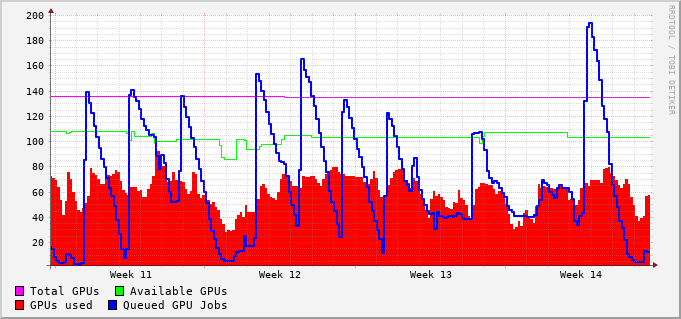 200
180
160
140
120
100
80
60
40
20
Week 11 Week 12 Week 13 Week 14
Total GPUs Available GPUs
GPUs used Queued GPU Jobs
RRDTOOL / TOBI OETIKER